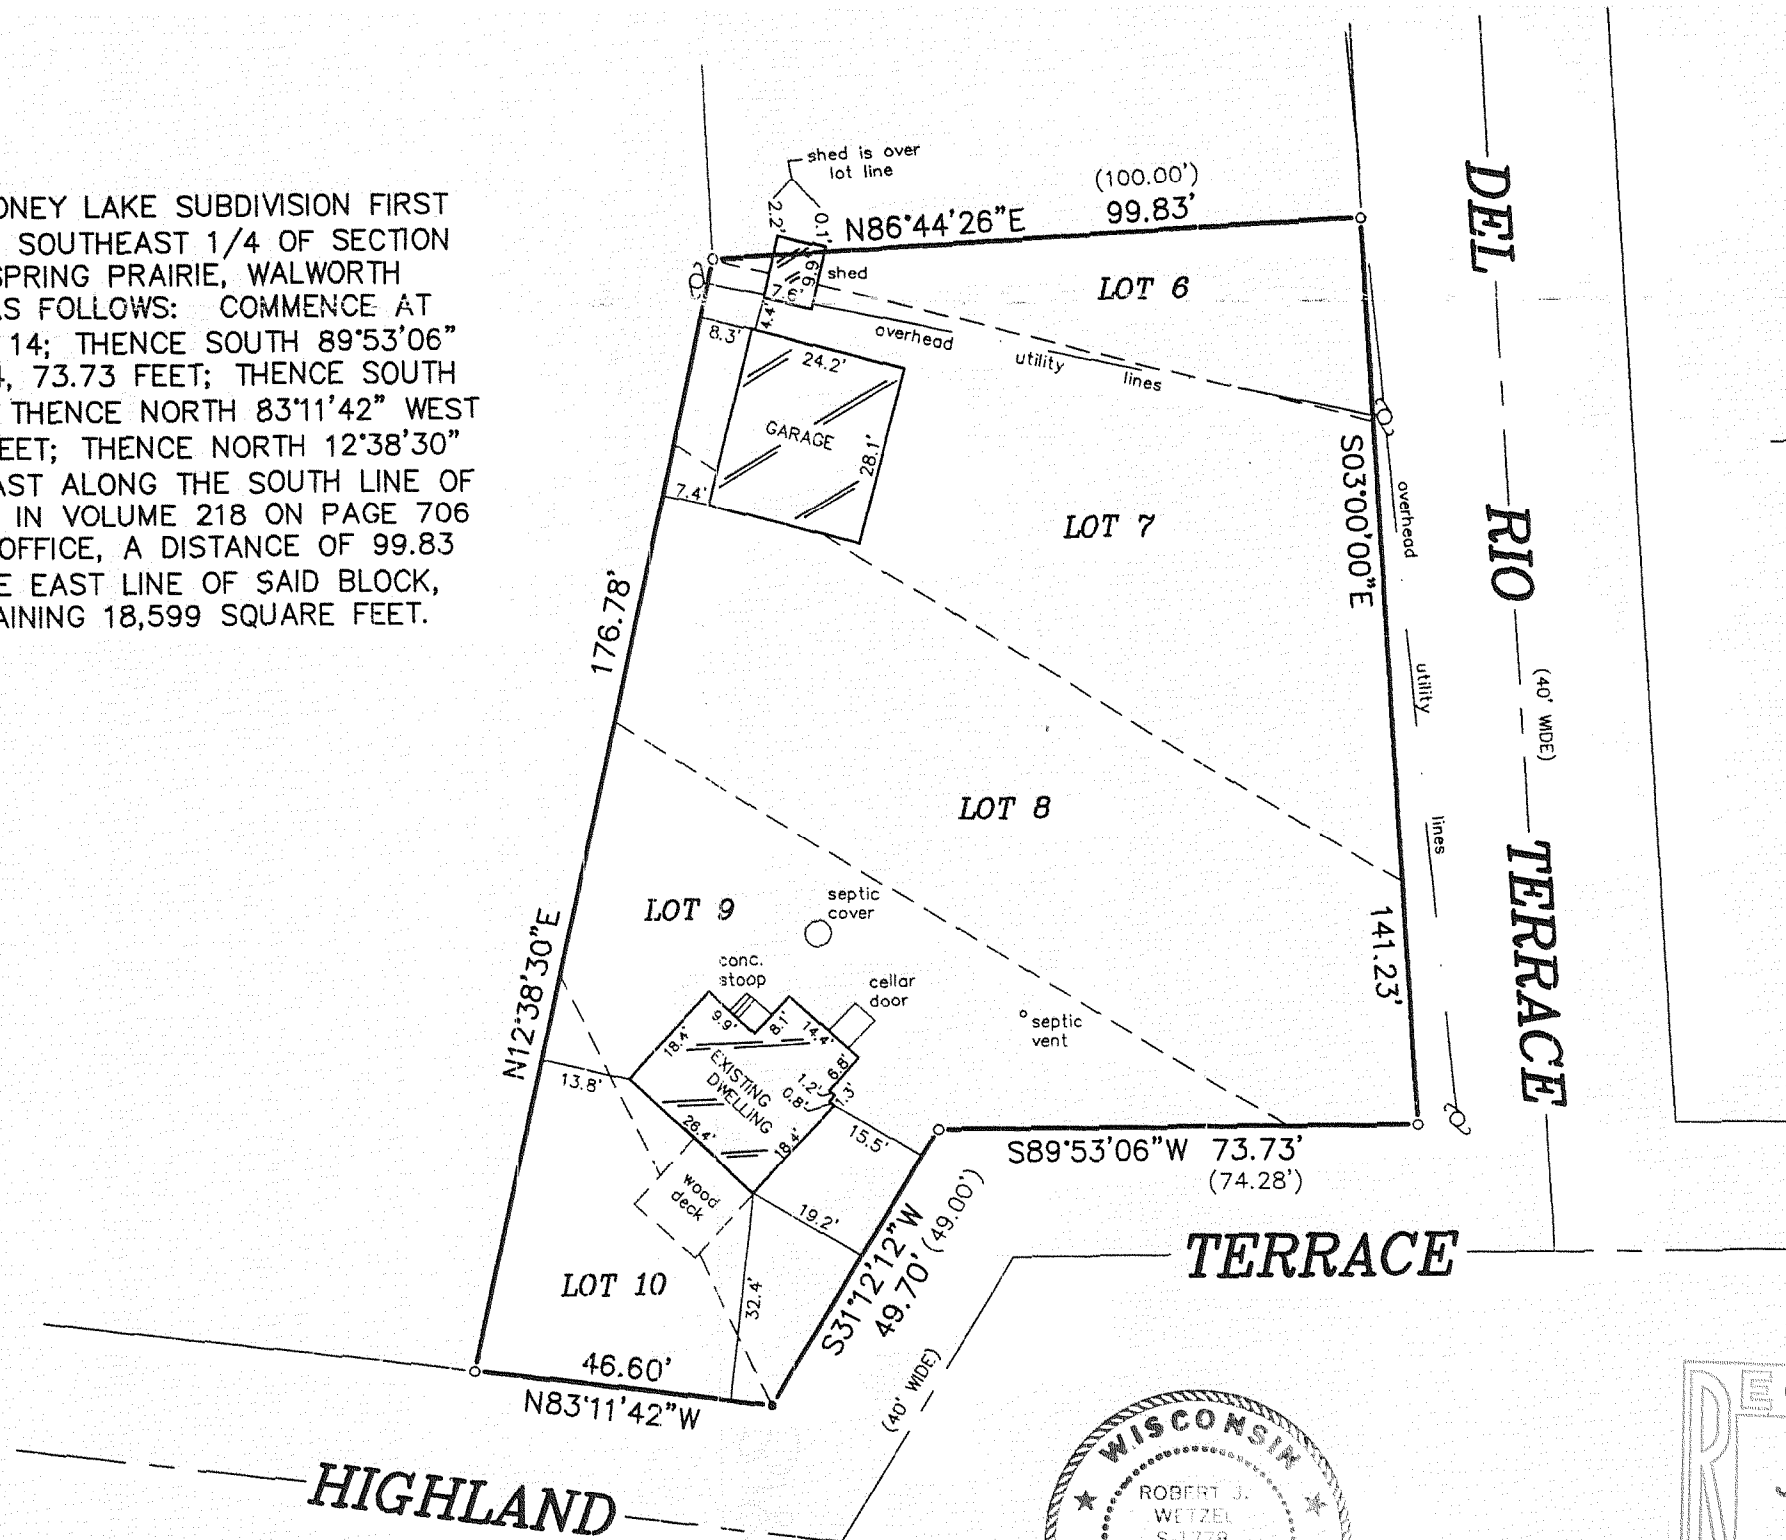 ONEY LAKE SUBDIVISION FIRST
SOUTHEAST 1/4 OF SECTION
SPRING PRAIRIE, WALWORTH
AS FOLLOWS: COMMENCE AT
14; THENCE SOUTH 89°53'06"
4, 73.73 FEET; THENCE SOUTH
THENCE NORTH 83°11'42" WEST
EET; THENCE NORTH 12°38'30"
AST ALONG THE SOUTH LINE OF
IN VOLUME 218 ON PAGE 706
OFFICE, A DISTANCE OF 99.83
E EAST LINE OF SAID BLOCK,
AINING 18,599 SQUARE FEET.
shed is over
lot line
2.2'
0.1'
(100.00')
N86°44'26"E 99.83'
9.6'
shed
7.6'
4.4'
LOT 6
8.3'
overhead
utility
lines
24.2'
GARAGE
28.1'
7.4'
LOT 7
S03°00'00"E
overhead
utility
lines
141.23'
DEL RIO TERRACE
(40' WIDE)
176.78'
N12°38'30"E
LOT 8
LOT 9
septic
cover
conc.
stoop
cellar
door
9.9'
8.1'
14.4'
18.4'
6.8'
1.2'
0.8'
1.3'
EXISTING
DWELLING
26.4'
18.4'
13.8'
15.5'
septic
vent
S89°53'06"W 73.73'
(74.28')
wood
deck
19.2'
32.4'
S31°12'12"W
49.70' (49.00')
LOT 10
46.60'
N83°11'42"W
(40' WIDE)
TERRACE
HIGHLAND
WISCONSIN
ROBERT J.
WETZEL
S-1778